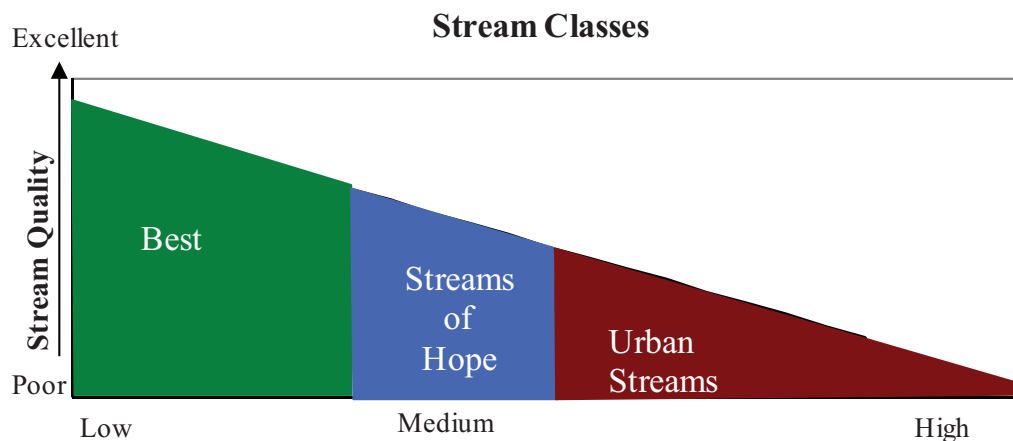 Stream Classes
Excellent
Stream Quality
Poor
Best
Streams
of
Hope
Urban
Streams
Low
Medium
High